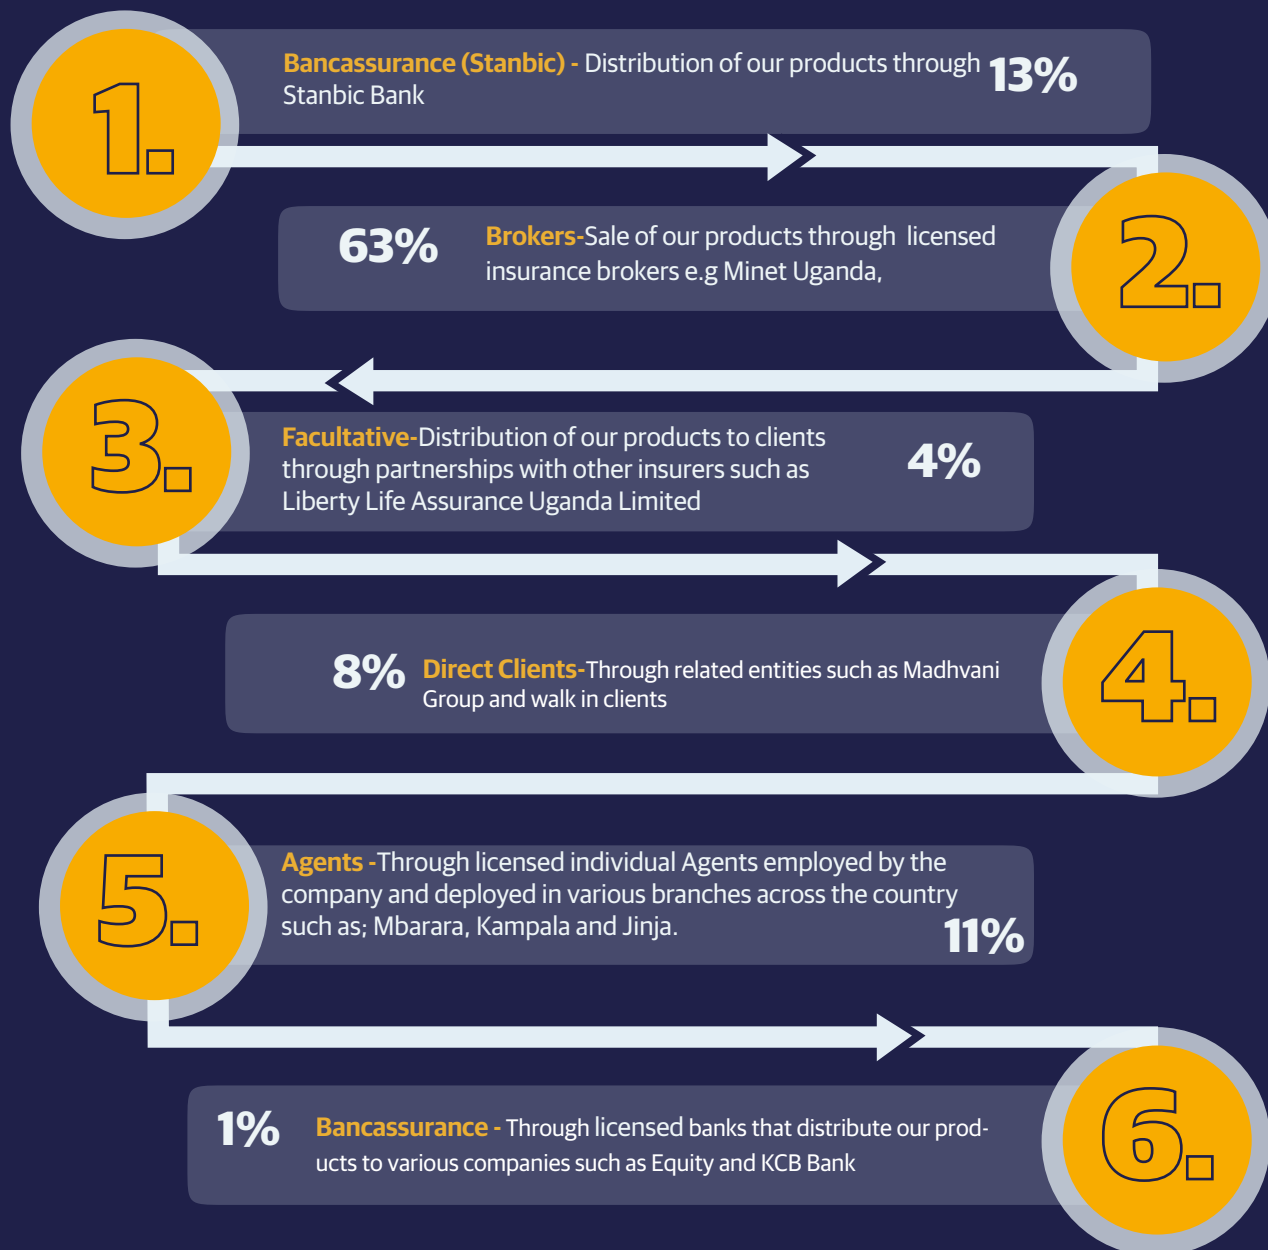 1.
Bancassurance (Stanbic) - Distribution of our products through
Stanbic Bank
13%
2.
63%
Brokers-Sale of our products through licensed
insurance brokers e.g Minet Uganda,
3.
Facultative-Distribution of our products to clients
through partnerships with other insurers such as
Liberty Life Assurance Uganda Limited
4%
4.
8%
Direct Clients-Through related entities such as Madhvani
Group and walk in clients
5.
Agents -Through licensed individual Agents employed by the
company and deployed in various branches across the country
such as; Mbarara, Kampala and Jinja.
11%
6.
1%
Bancassurance - Through licensed banks that distribute our prod-
ucts to various companies such as Equity and KCB Bank